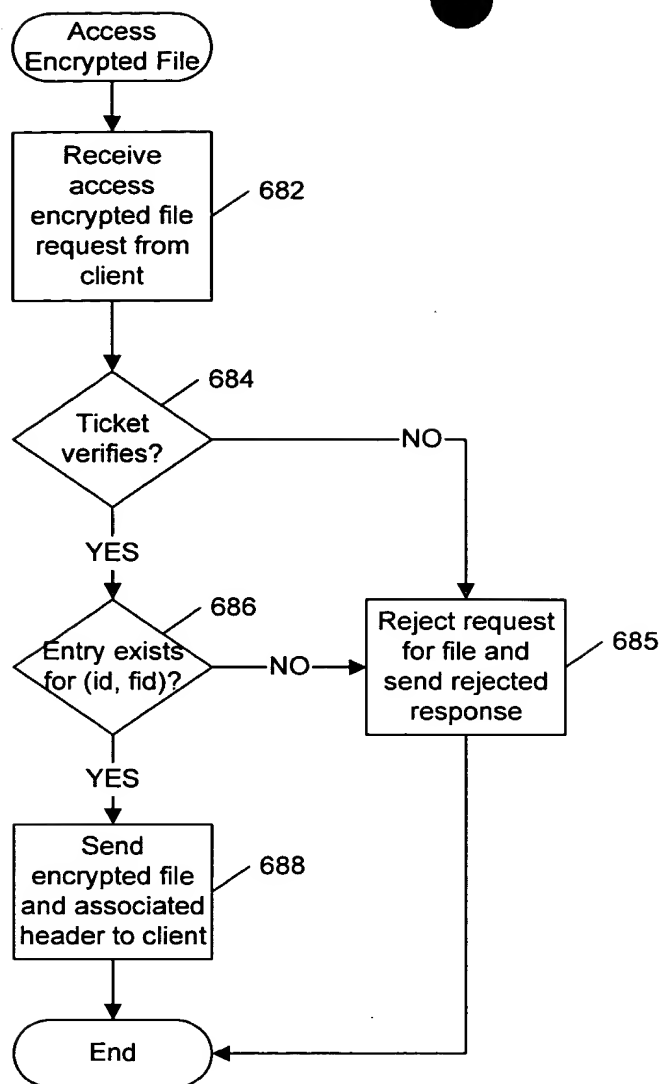 Access
Encrypted File
Receive
access
encrypted file
request from
client
682
684
Ticket
verifies?
NO
YES
686
Entry exists
for (id, fid)?
NO
Reject request
for file and
send rejected
response
685
YES
Send
encrypted file
and associated
header to client
688
End